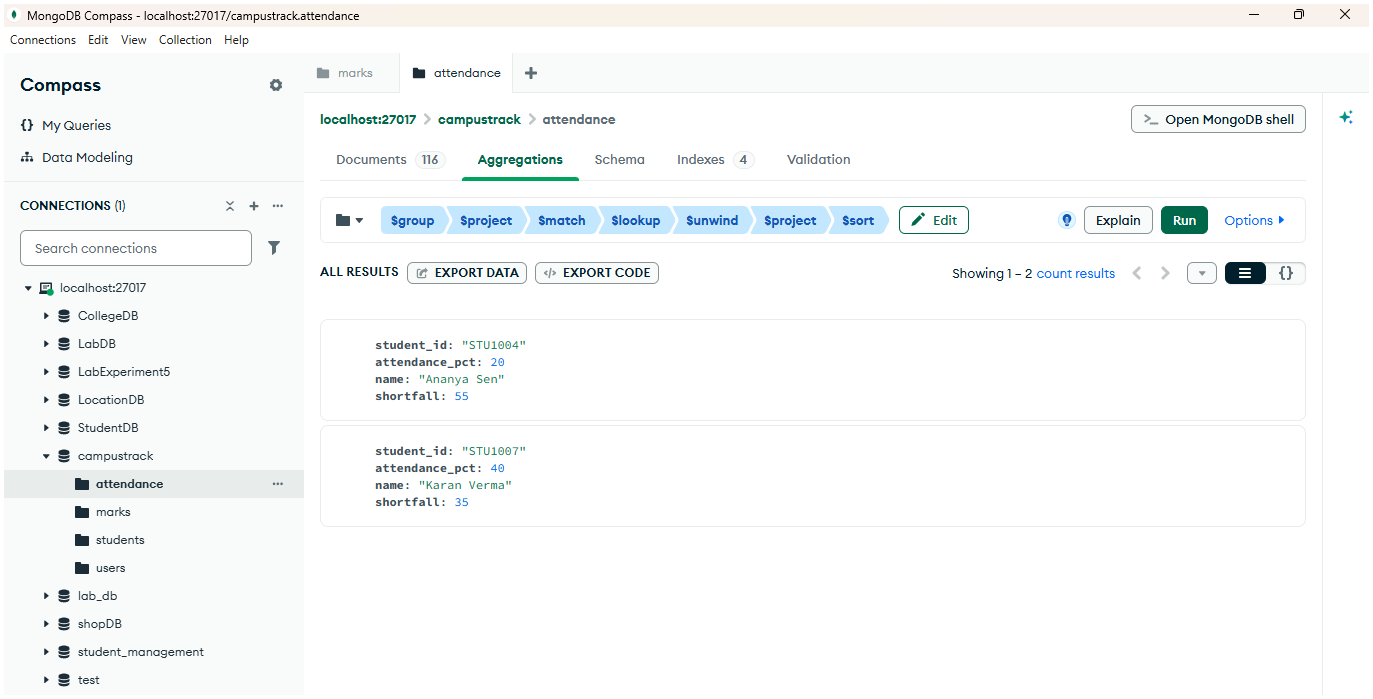 MongoDB Compass - localhost:27017/campustrack.attendance
Connections Edit View Collection Help
Compass
My Queries
Data Modeling
CONNECTIONS (1)
Search connections
localhost:27017
CollegeDB
LabDB
LabExperiment5
LocationDB
StudentDB
campustrack
attendance
marks
students
users
lab_db
shopDB
student_management
test
marks attendance
localhost:27017 > campustrack > attendance
>_ Open MongoDB shell
Documents 116 Aggregations Schema Indexes 4 Validation
$group $project $match $lookup $unwind $project $sort Edit Explain Run Options
ALL RESULTS EXPORT DATA EXPORT CODE Showing 1 – 2 count results
student_id: "STU1004"
attendance_pct: 20
name: "Ananya Sen"
shortfall: 55
student_id: "STU1007"
attendance_pct: 40
name: "Karan Verma"
shortfall: 35